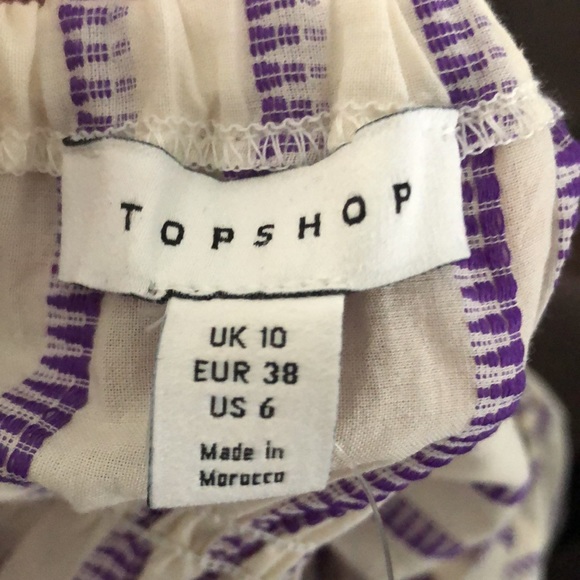 TOPSHOP
UK 10
EUR 38
US 6
Made in
Morocco